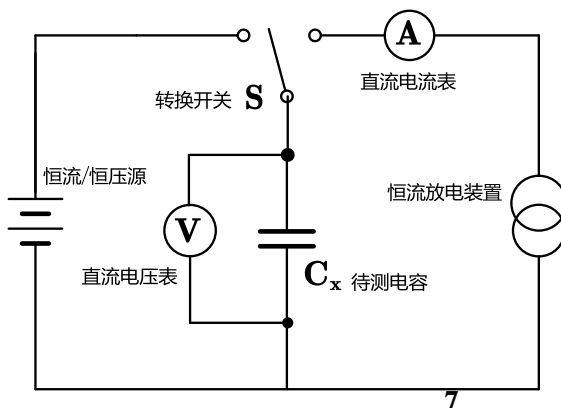 A
直流电流表
转换开关 S
恒流/恒压源
恒流放电装置
V
直流电压表
Cx 待测电容
7